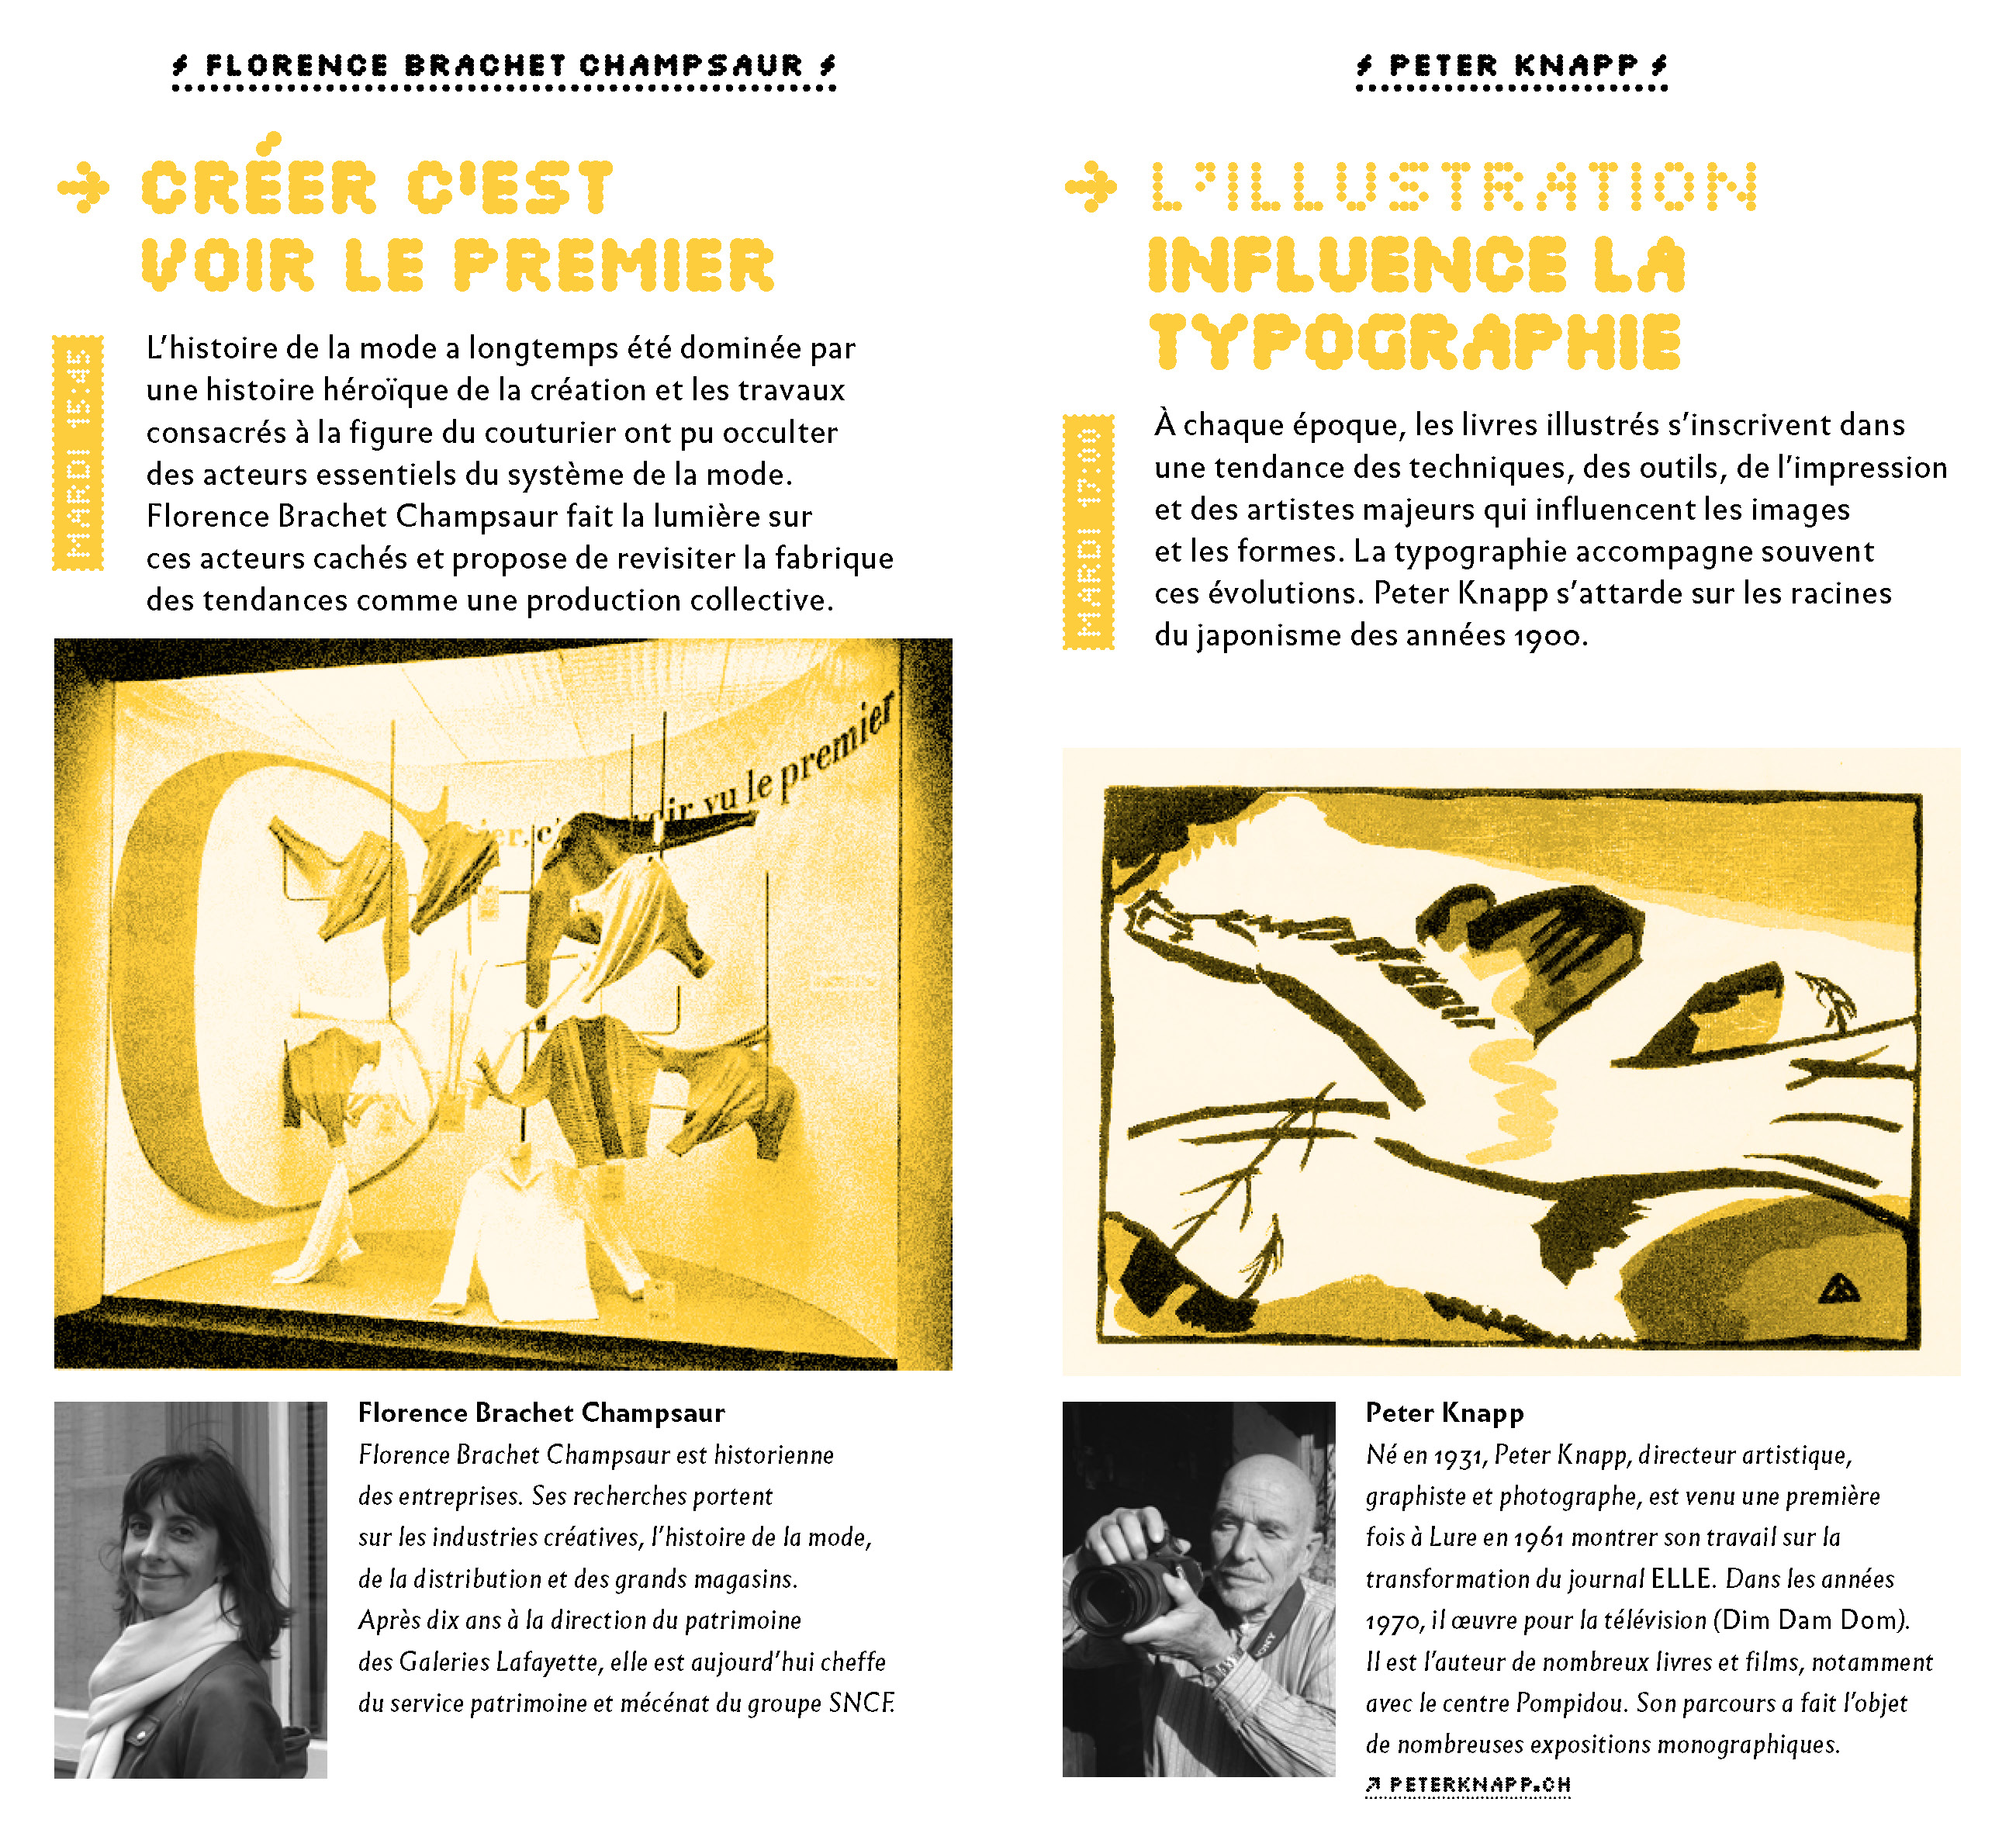 FLORENCE BRACHET CHAMPSAUR
→ CRÉER C'EST
VOIR LE PREMIER
MARDI 15:45
L’histoire de la mode a longtemps été dominée par
une histoire héroïque de la création et les travaux
consacrés à la figure du couturier ont pu occulter
des acteurs essentiels du système de la mode.
Florence Brachet Champsaur fait la lumière sur
ces acteurs cachés et propose de revisiter la fabrique
des tendances comme une production collective.
vu le premier
Florence Brachet Champsaur
Florence Brachet Champsaur est historienne
des entreprises. Ses recherches portent
sur les industries créatives, l’histoire de la mode,
de la distribution et des grands magasins.
Après dix ans à la direction du patrimoine
des Galeries Lafayette, elle est aujourd’hui cheffe
du service patrimoine et mécénat du groupe SNCF.
PETER KNAPP
→ L'ILLUSTRATION
INFLUENCE LA
TYPOGRAPHIE
MARDI 17:00
À chaque époque, les livres illustrés s’inscrivent dans
une tendance des techniques, des outils, de l’impression
et des artistes majeurs qui influencent les images
et les formes. La typographie accompagne souvent
ces évolutions. Peter Knapp s’attarde sur les racines
du japonisme des années 1900.
SONY
Peter Knapp
Né en 1931, Peter Knapp, directeur artistique,
graphiste et photographe, est venu une première
fois à Lure en 1961 montrer son travail sur la
transformation du journal ELLE. Dans les années
1970, il œuvre pour la télévision (Dim Dam Dom).
Il est l’auteur de nombreux livres et films, notamment
avec le centre Pompidou. Son parcours a fait l’objet
de nombreuses expositions monographiques.
↗ PETERKNAPP.CH